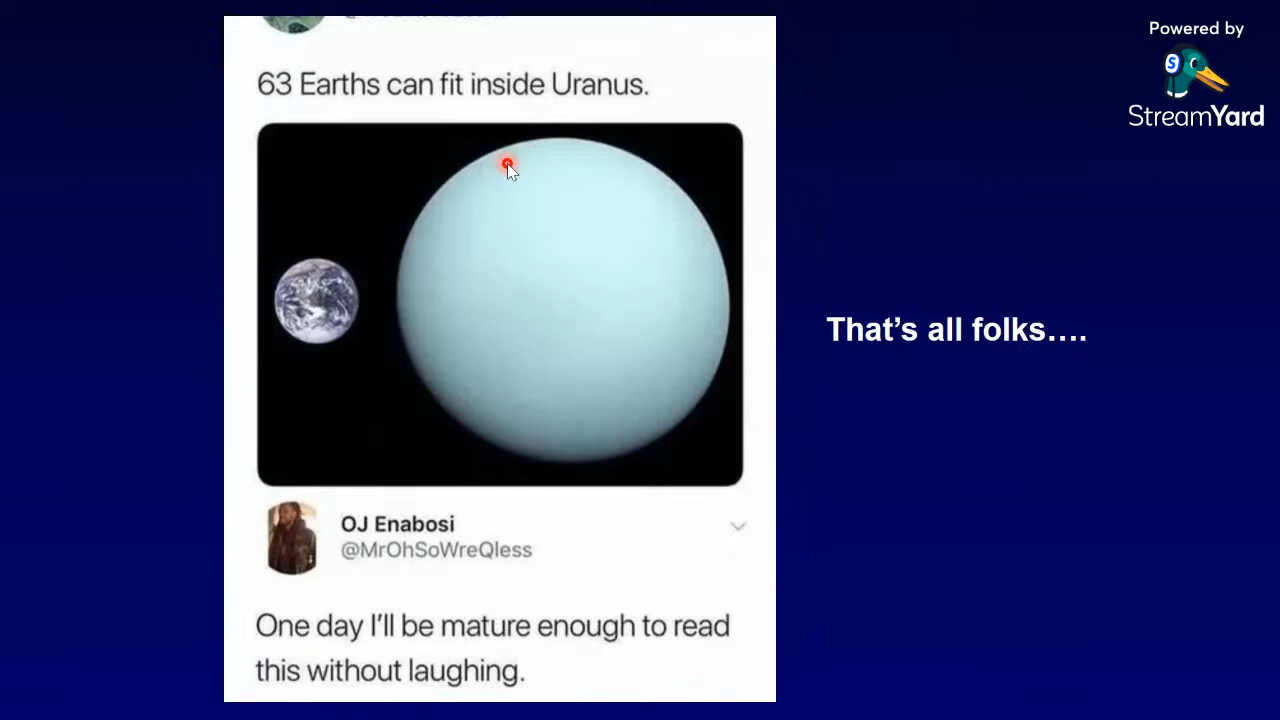 63 Earths can fit inside Uranus.
OJ Enabosi
@MrOhSoWreQless
One day I'll be mature enough to read
this without laughing.
That's all folks....
Powered by
S
StreamYard